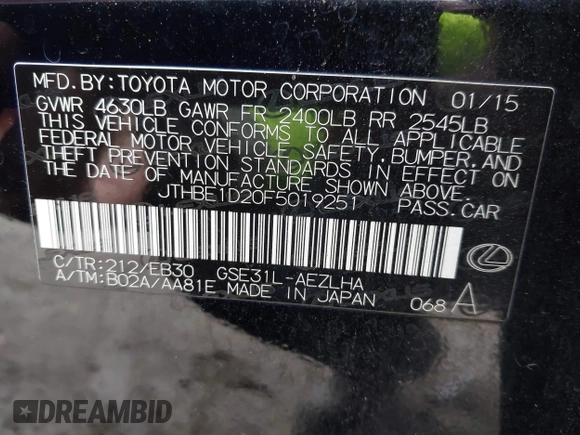 MFD.BY:TOYOTA MOTOR CORPORATION 01/15
GVWR 4630LB GAWR FR 2400LB RR 2545LB
THIS VEHICLE CONFORMS TO ALL APPLICABLE
FEDERAL MOTOR VEHICLE SAFETY,BUMPER,AND
THEFT PREVENTION STANDARDS IN EFFECT ON
THE DATE OF MANUFACTURE SHOWN ABOVE.
JTHBE1D20F5019251 PASS.CAR
C/TR:212/EB30 GSE31L-AEZLHA
A/TM:B02A/AA81E MADE IN JAPAN 068 A
DREAMBID